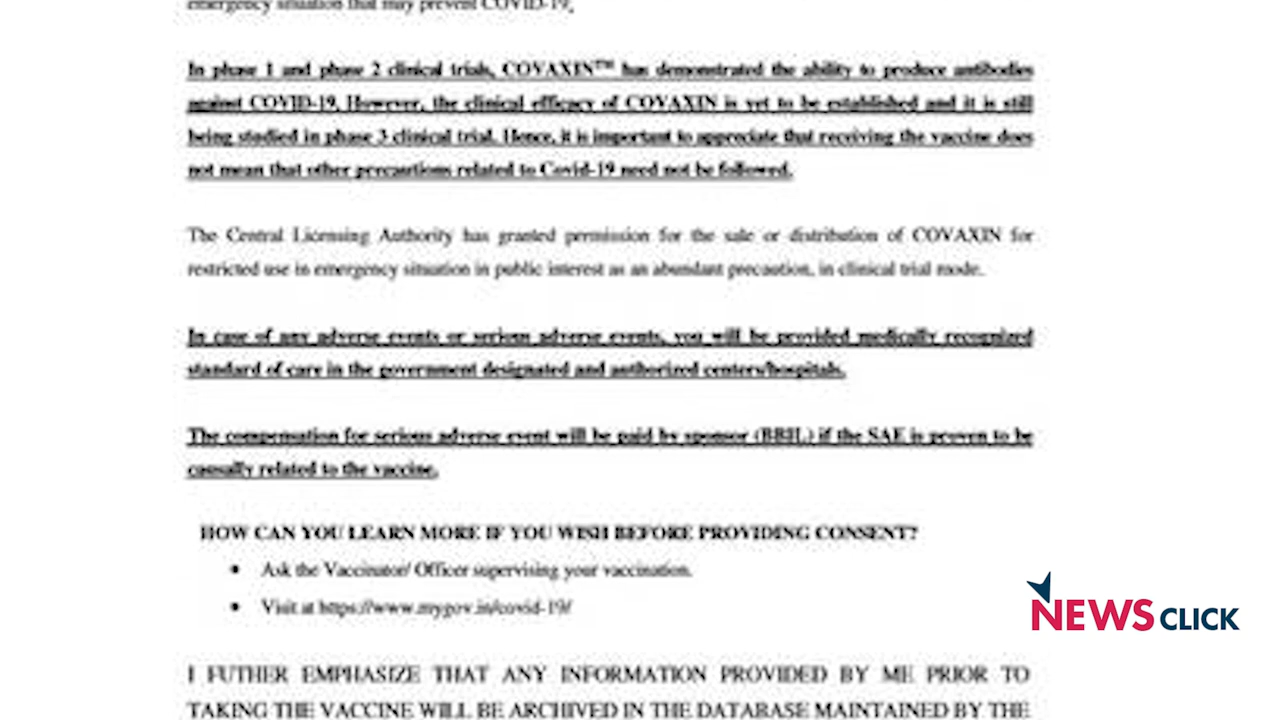 emergency situation that may prevent COVID-19.
In phase 1 and phase 2 clinical trials, COVAXIN™ has demonstrated the ability to produce antibodies
against COVID-19. However, the clinical efficacy of COVAXIN is yet to be established and it is still
being studied in phase 3 clinical trial. Hence, it is important to appreciate that receiving the vaccine does
not mean that other precautions related to Covid-19 need not be followed.
The Central Licensing Authority has granted permission for the sale or distribution of COVAXIN for
restricted use in emergency situation in public interest as an abundant precaution, in clinical trial mode.
In case of any adverse events or serious adverse events, you will be provided medically recognized
standard of care in the government designated and authorized centers/hospitals.
The compensation for serious adverse event will be paid by sponsor (BBIL) if the SAE is proven to be
causally related to the vaccine.
HOW CAN YOU LEARN MORE IF YOU WISH BEFORE PROVIDING CONSENT?
• Ask the Vaccinator/ Officer supervising your vaccination.
• Visit at https://www.mygov.in/covid-19/
NEWS CLICK
I FUTHER EMPHASIZE THAT ANY INFORMATION PROVIDED BY ME PRIOR TO
TAKING THE VACCINE WILL BE ARCHIVED IN THE DATABASE MAINTAINED BY THE